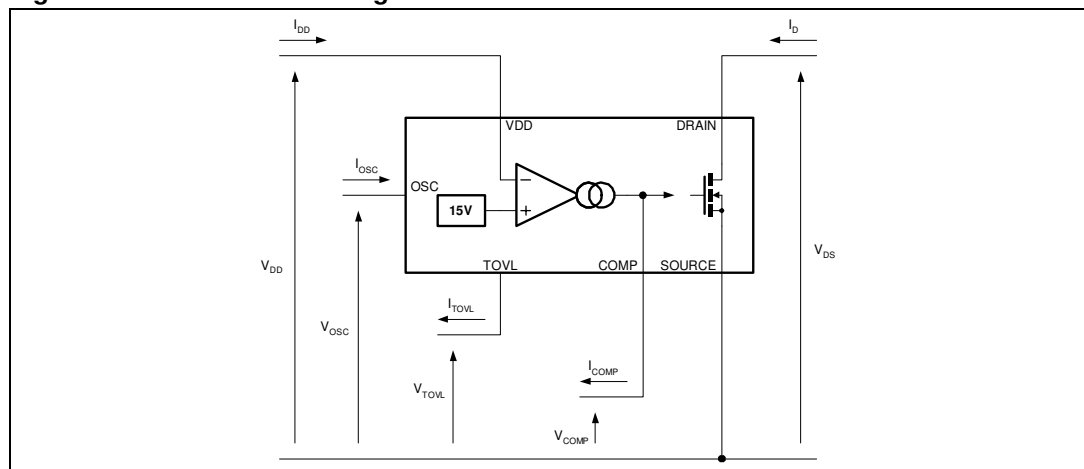 I_DD
I_D
VDD
DRAIN
I_OSC
OSC
−
15V
+
V_DD
TOVL
COMP
SOURCE
V_DS
I_TOVL
V_OSC
I_COMP
V_TOVL
V_COMP